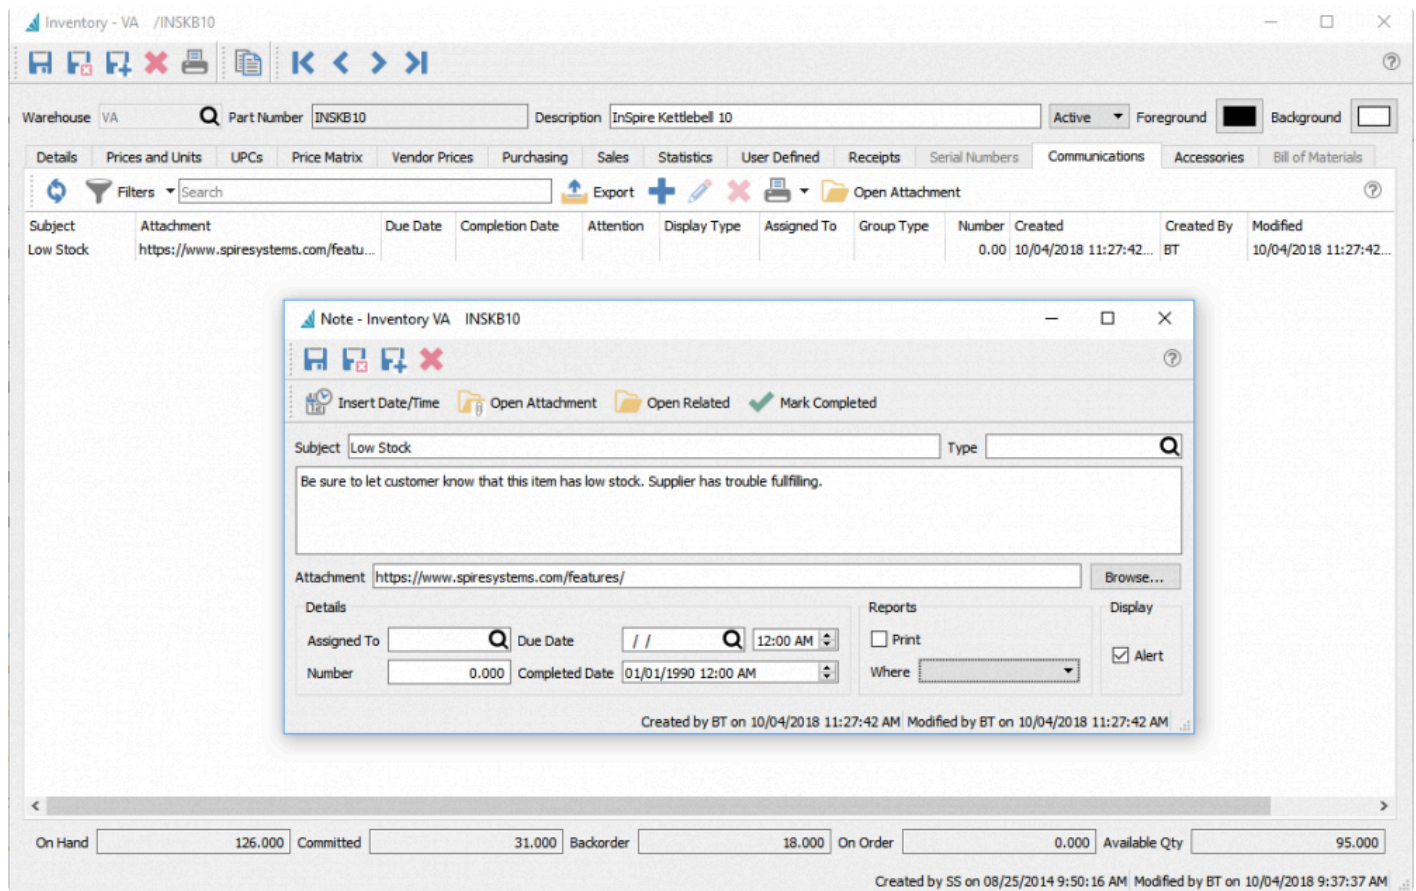 Inventory - VA /INSKB10
Warehouse VA Part Number INSKB10 Description InSpire Kettlebell 10 Active Foreground Background
Details Prices and Units UPCs Price Matrix Vendor Prices Purchasing Sales Statistics User Defined Receipts Serial Numbers Communications Accessories Bill of Materials
Filters Search Export Open Attachment
Subject Attachment Due Date Completion Date Attention Display Type Assigned To Group Type Number Created Created By Modified
Low Stock https://www.spiresystems.com/featu... 0.00 10/04/2018 11:27:42... BT 10/04/2018 11:27:42...
Note - Inventory VA INSKB10
Insert Date/Time Open Attachment Open Related Mark Completed
Subject Low Stock Type
Be sure to let customer know that this item has low stock. Supplier has trouble fullfilling.
Attachment https://www.spiresystems.com/features/ Browse...
Details Reports Display
Assigned To Due Date / / 12:00 AM Print
Alert
Number 0.000 Completed Date 01/01/1990 12:00 AM Where
Created by BT on 10/04/2018 11:27:42 AM Modified by BT on 10/04/2018 11:27:42 AM
On Hand 126.000 Committed 31.000 Backorder 18.000 On Order 0.000 Available Qty 95.000
Created by SS on 08/25/2014 9:50:16 AM Modified by BT on 10/04/2018 9:37:37 AM